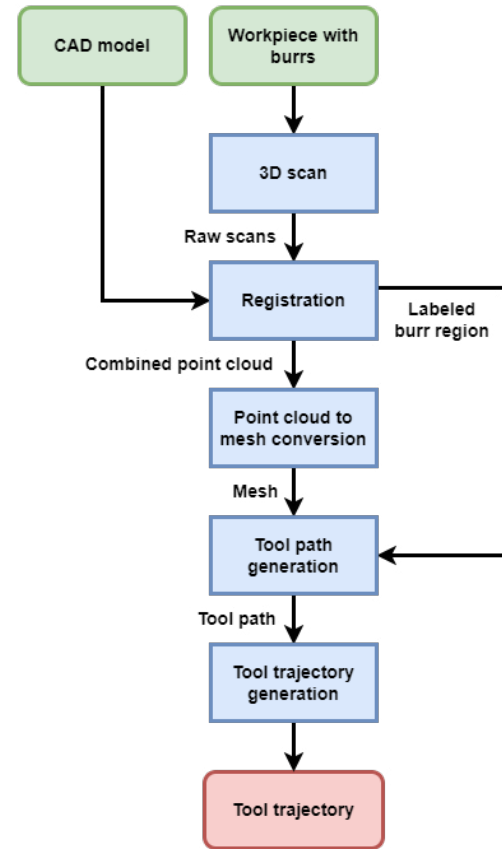 CAD model
Workpiece with
burrs
3D scan
Raw scans
Registration
Labeled
burr region
Combined point cloud
Point cloud to
mesh conversion
Mesh
Tool path
generation
Tool path
Tool trajectory
generation
Tool trajectory